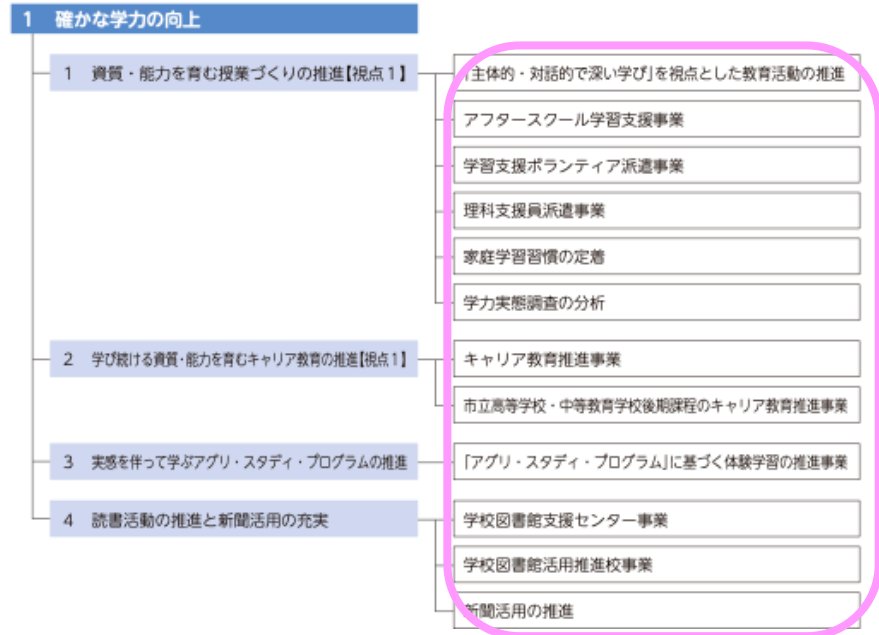 1 確かな学力の向上
1 資質・能力を育む授業づくりの推進【視点1】
「主体的・対話的で深い学び」を視点とした教育活動の推進
アフタースクール学習支援事業
学習支援ボランティア派遣事業
理科支援員派遣事業
家庭学習習慣の定着
学力実態調査の分析
2 学び続ける資質・能力を育むキャリア教育の推進【視点1】
キャリア教育推進事業
市立高等学校・中等教育学校後期課程のキャリア教育推進事業
3 実感を伴って学ぶアグリ・スタディ・プログラムの推進
「アグリ・スタディ・プログラム」に基づく体験学習の推進事業
4 読書活動の推進と新聞活用の充実
学校図書館支援センター事業
学校図書館活用推進校事業
新聞活用の推進